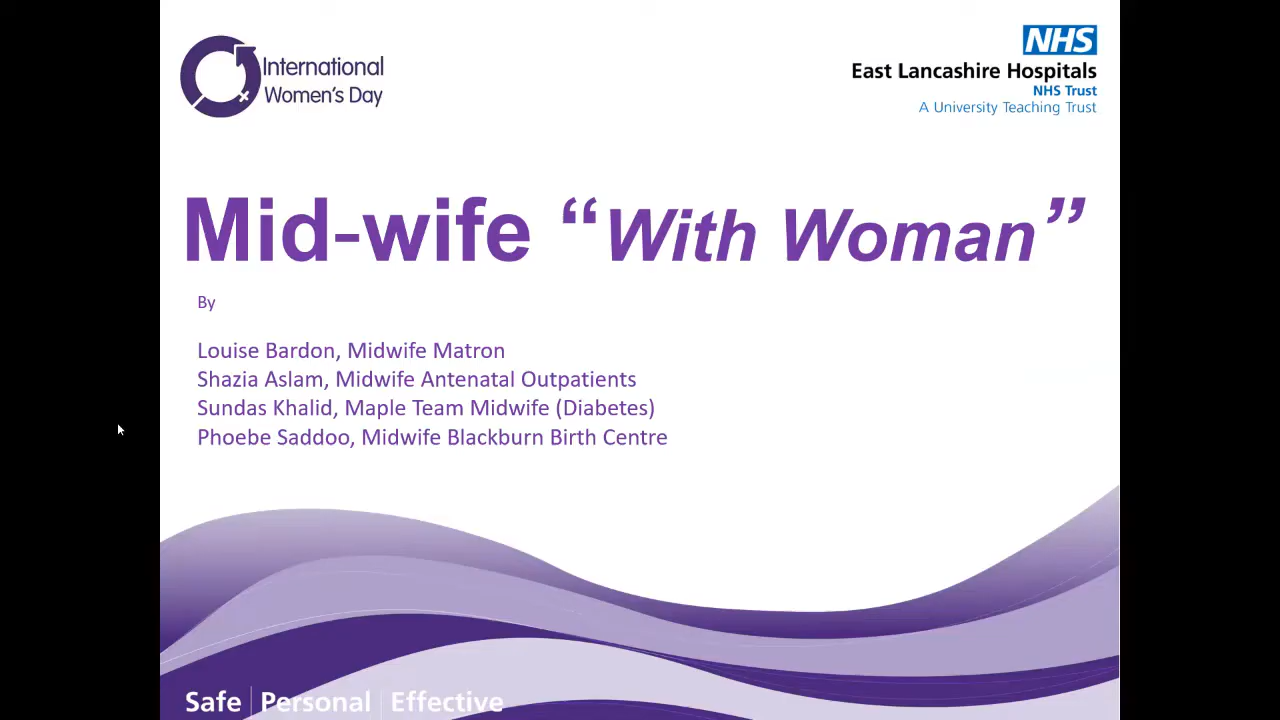 International
Women's Day
NHS
East Lancashire Hospitals
NHS Trust
A University Teaching Trust
Mid-wife “With Woman”
By
Louise Bardon, Midwife Matron
Shazia Aslam, Midwife Antenatal Outpatients
Sundas Khalid, Maple Team Midwife (Diabetes)
Phoebe Saddoo, Midwife Blackburn Birth Centre
Safe | Personal | Effective